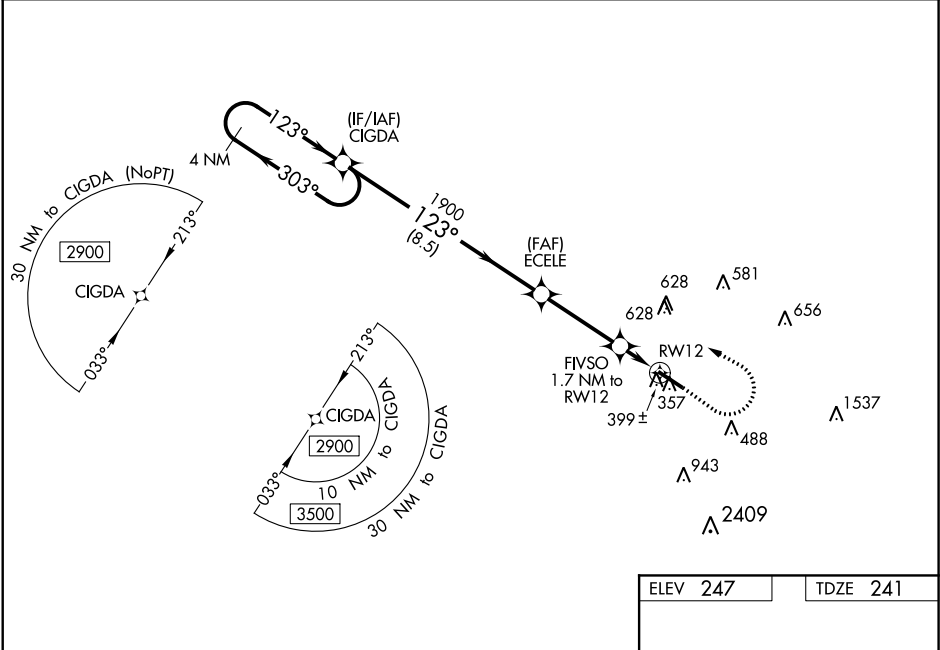 123°
(IF/IAF)
CIGDA
4 NM
303°
30 NM to CIGDA (NoPT)
213°
2900
CIGDA
033°
1900
123°
(8.5)
(FAF)
ECELE
628
628
581
656
FIVSO
1.7 NM to
RW12
RW12
399±
357
1537
488
943
2409
213°
CIGDA
2900
033°
10 NM to CIGDA
3500
30 NM to CIGDA
ELEV 247
TDZE 241